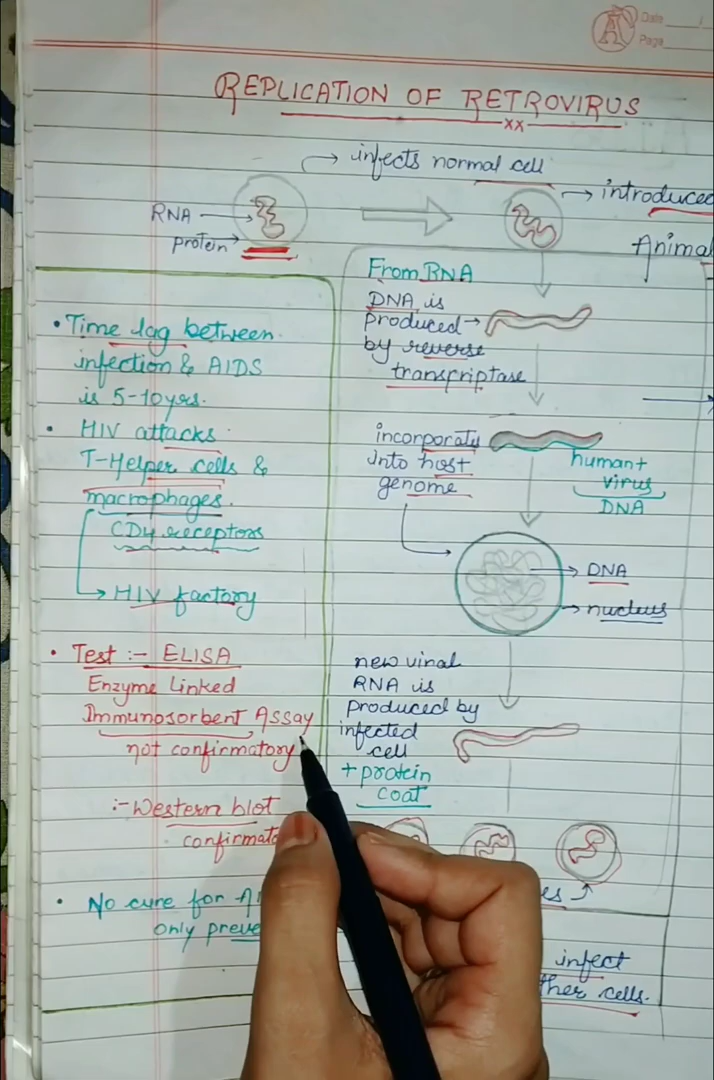 Date
Page
REPLICATION OF RETROVIRUS
xx
infects normal cell
introduced
RNA
protein
Animal
From RNA
DNA is
produced
by reverse
transcriptase
incorporaty
into host
genome
human+
virus
DNA
DNA
nucleus
new viral
RNA is
produced by
infected
cell
+ protein
coat
infect
cells.
• Time lag between
infection & AIDS
is 5-10yrs.
• HIV attacks
T-Helper cells &
macrophages.
CD4 receptors
HIV factory
• Test :- ELISA
Enzyme Linked
Immunosorbent Assay
not confirmatory
:- Western blot
• No cure for
only